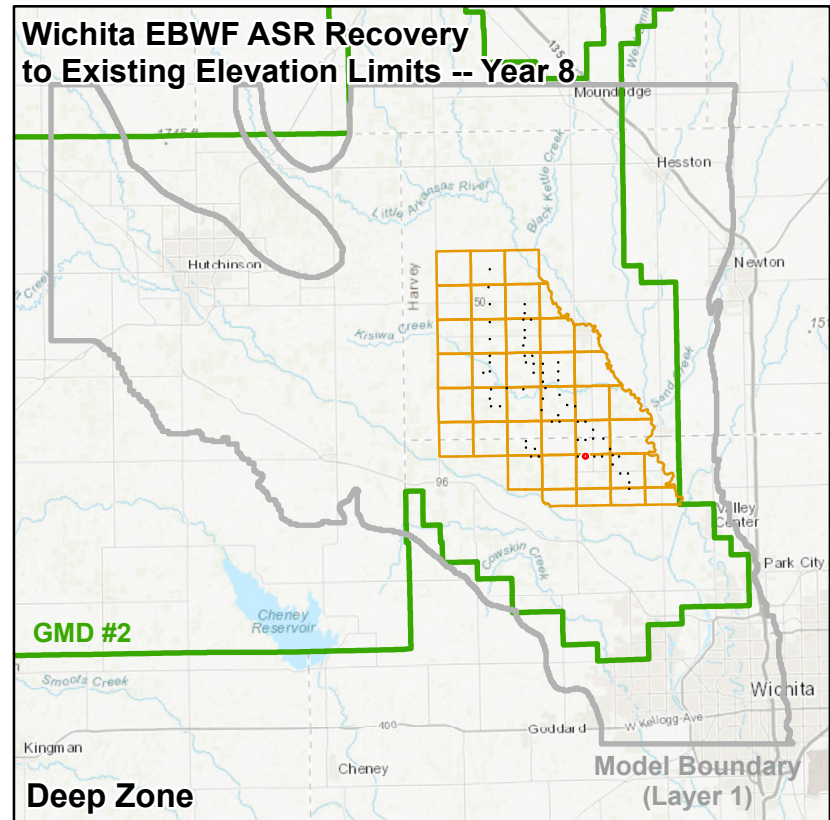 Wichita EBWF ASR Recovery
to Existing Elevation Limits -- Year 8
135
Moundridge
Hesston
Black Kettle Creek
Little Arkansas River
Hutchinson
Harvey
Newton
Creek
50
Kisiwa Creek
Sand Creek
96
Valley
Center
Cowskin Creek
Park City
Cheney
Reservoir
GMD #2
Smoots Creek
Wichita
400
Goddard
W Kellogg Ave
Kingman
Model Boundary
(Layer 1)
Cheney
Deep Zone